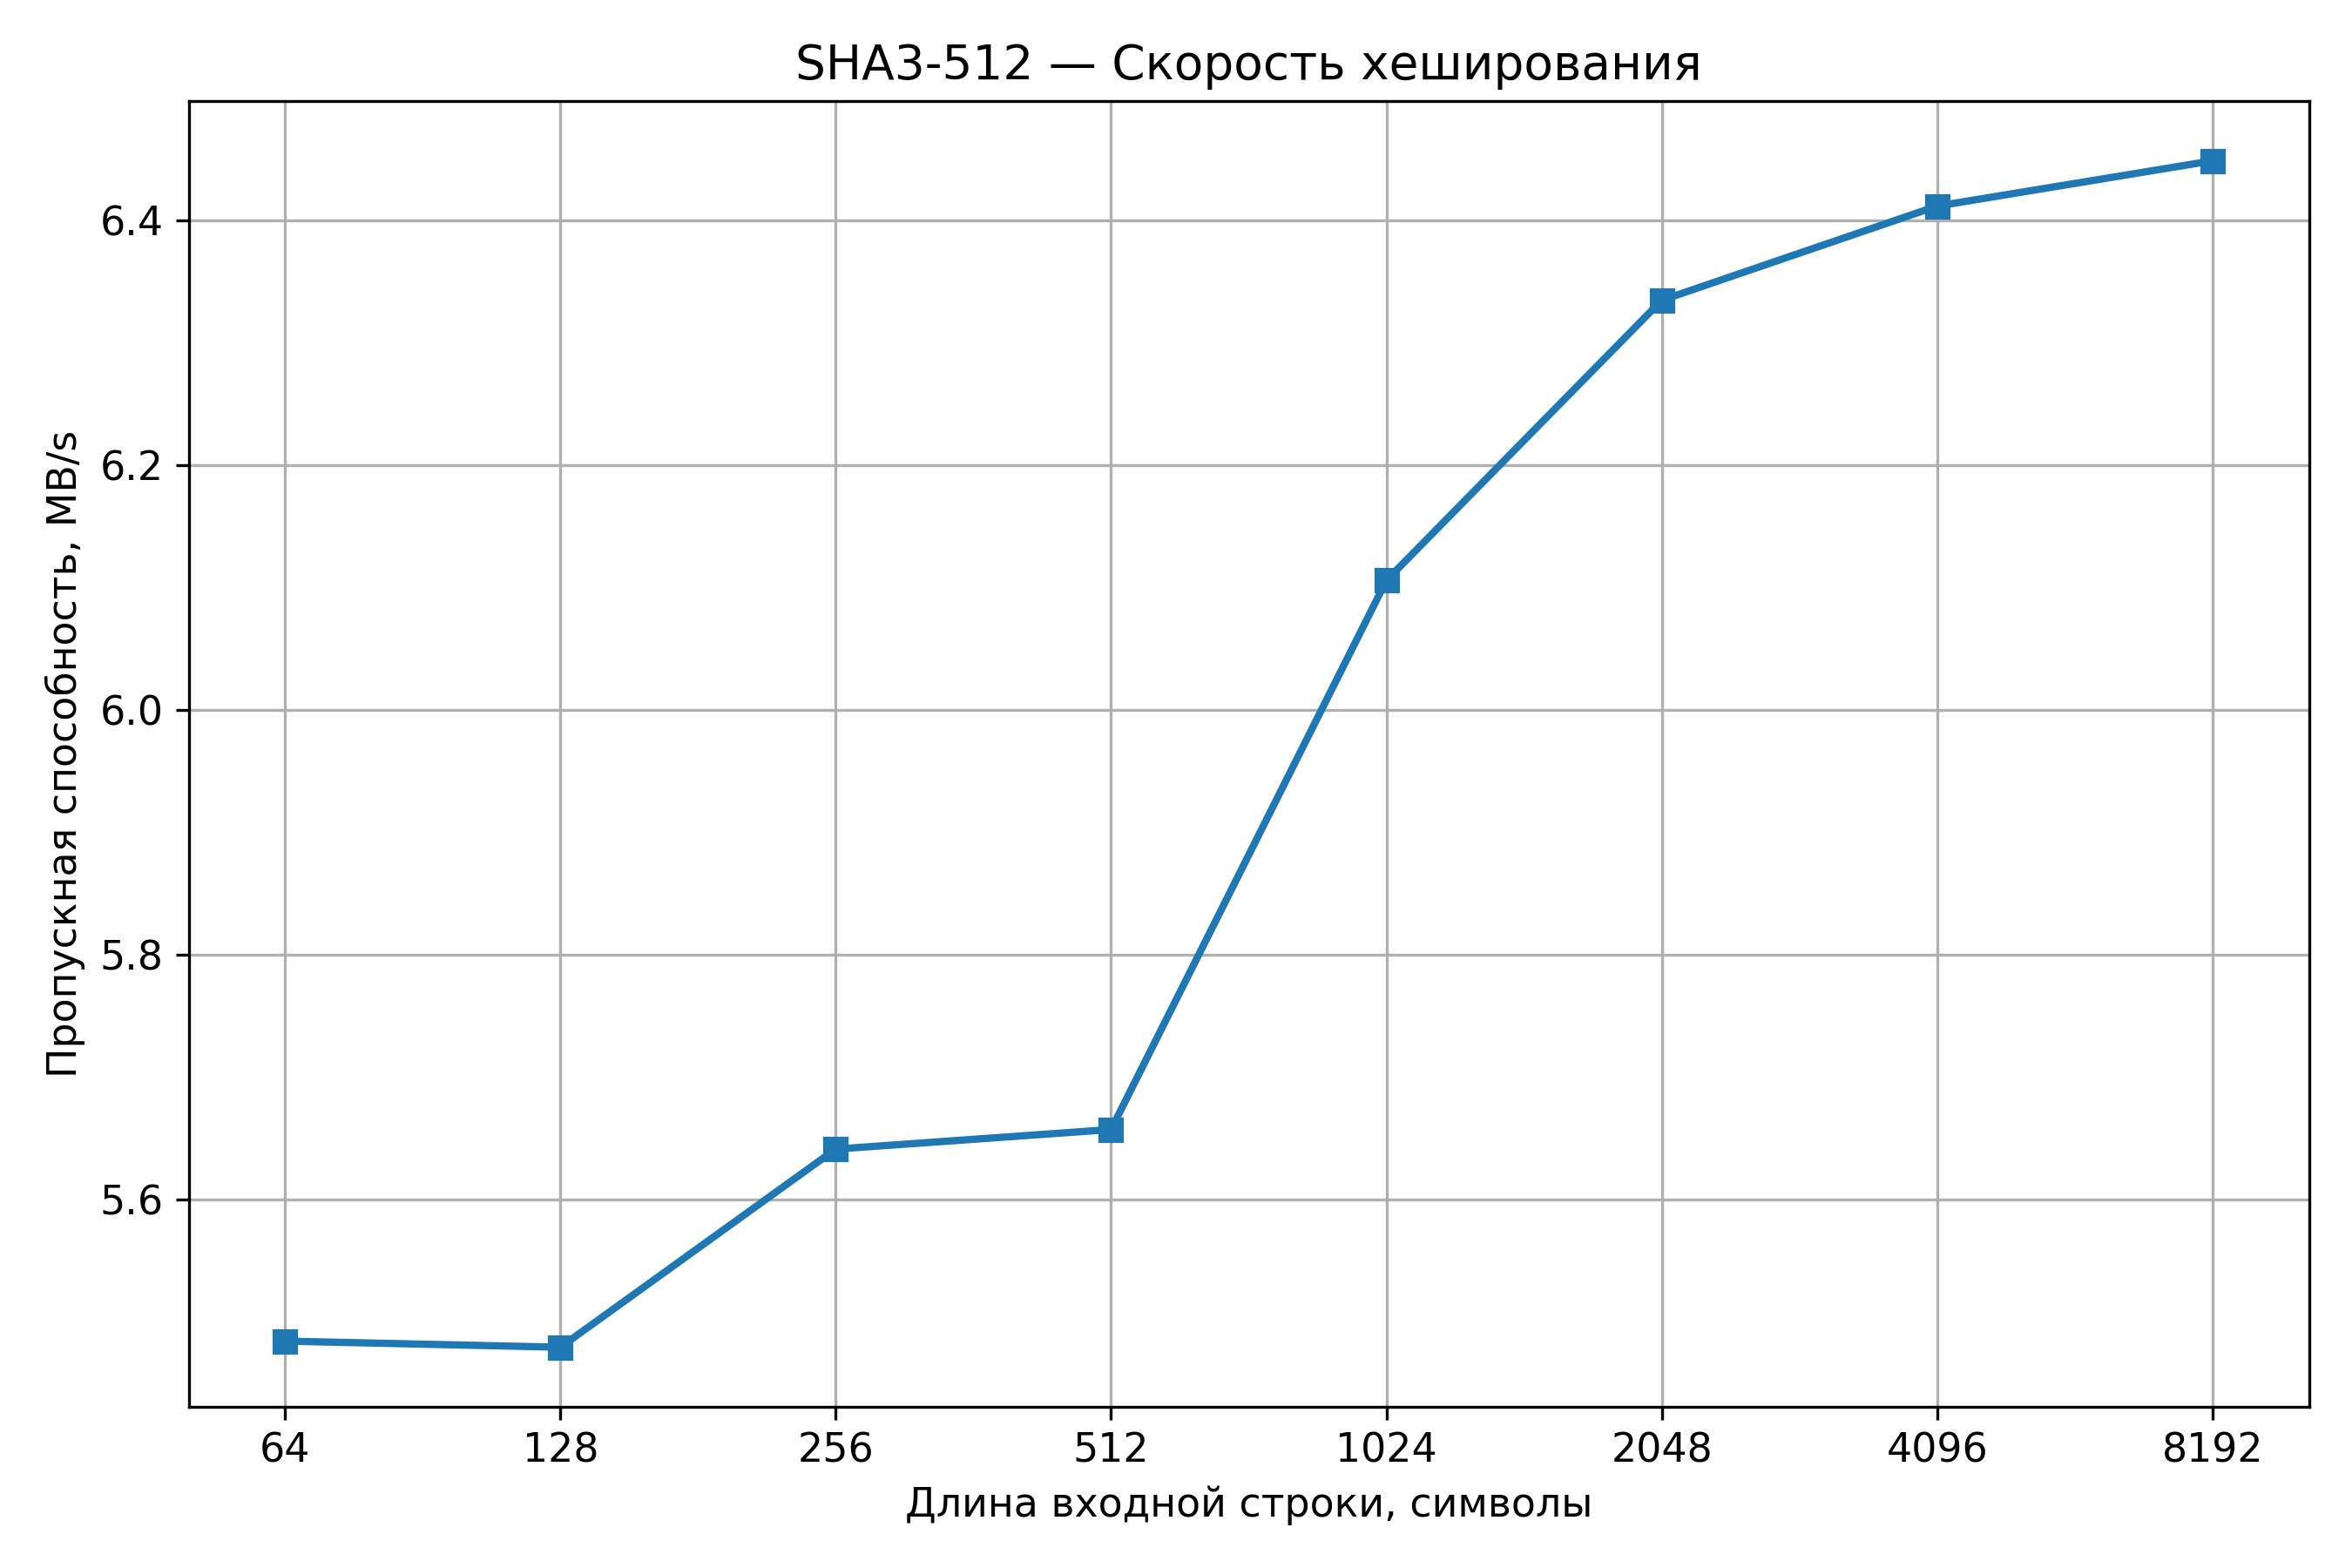 SHA3-512 — Скорость хеширования
Пропускная способность, MB/s
6.4
6.2
6.0
5.8
5.6
64 128 256 512 1024 2048 4096 8192
Длина входной строки, символы